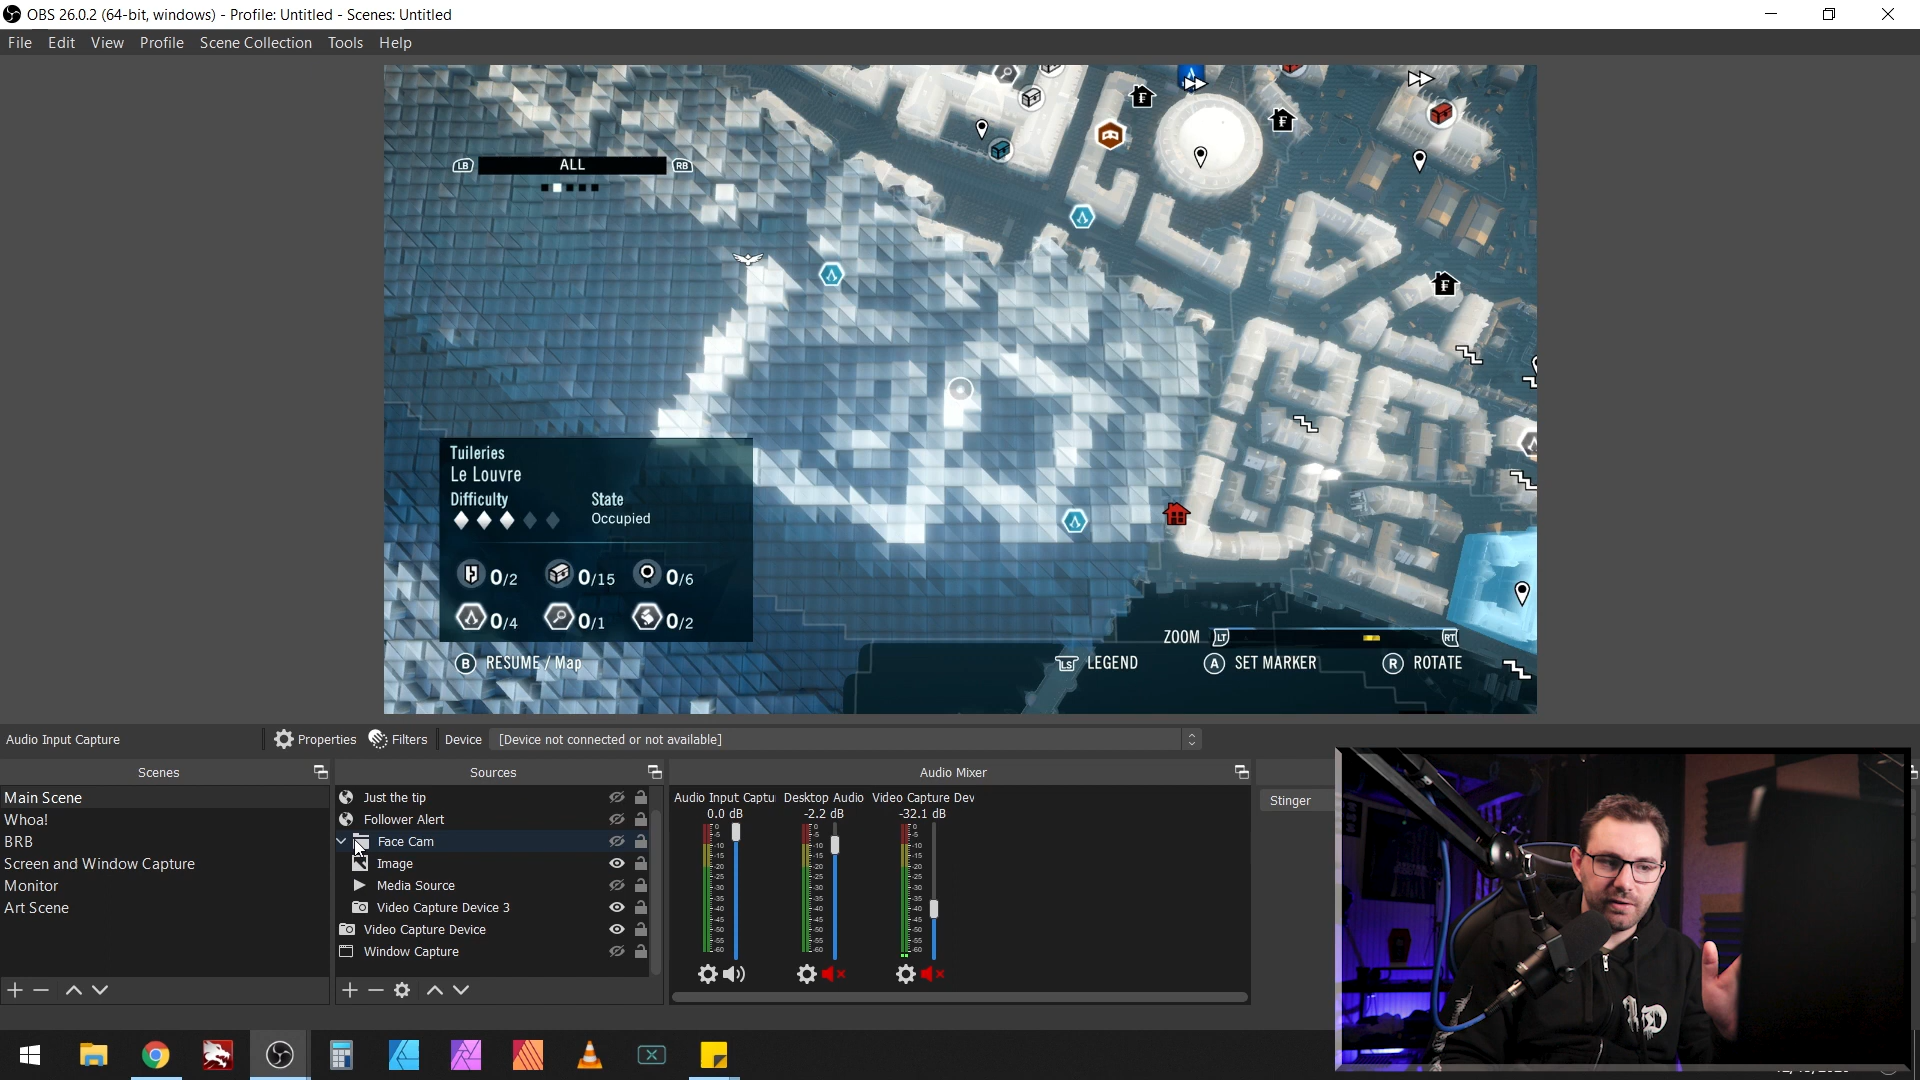 OBS 26.0.2 (64-bit, windows) - Profile: Untitled - Scenes: Untitled
File Edit View Profile Scene Collection Tools Help
LB ALL RB
Tuileries
Le Louvre
Difficulty State
Occupied
0/2 0/15 0/6
0/4 0/1 0/2
ZOOM LT RT
B RESUME / Map LS LEGEND A SET MARKER R ROTATE
Audio Input Capture Properties Filters Device [Device not connected or not available]
Scenes Sources Audio Mixer
Main Scene
Whoa!
BRB
Screen and Window Capture
Monitor
Art Scene
Just the tip
Follower Alert
Face Cam
Image
Media Source
Video Capture Device 3
Video Capture Device
Window Capture
Audio Input Captu Desktop Audio Video Capture Dev
0.0 dB -2.2 dB -32.1 dB
Stinger